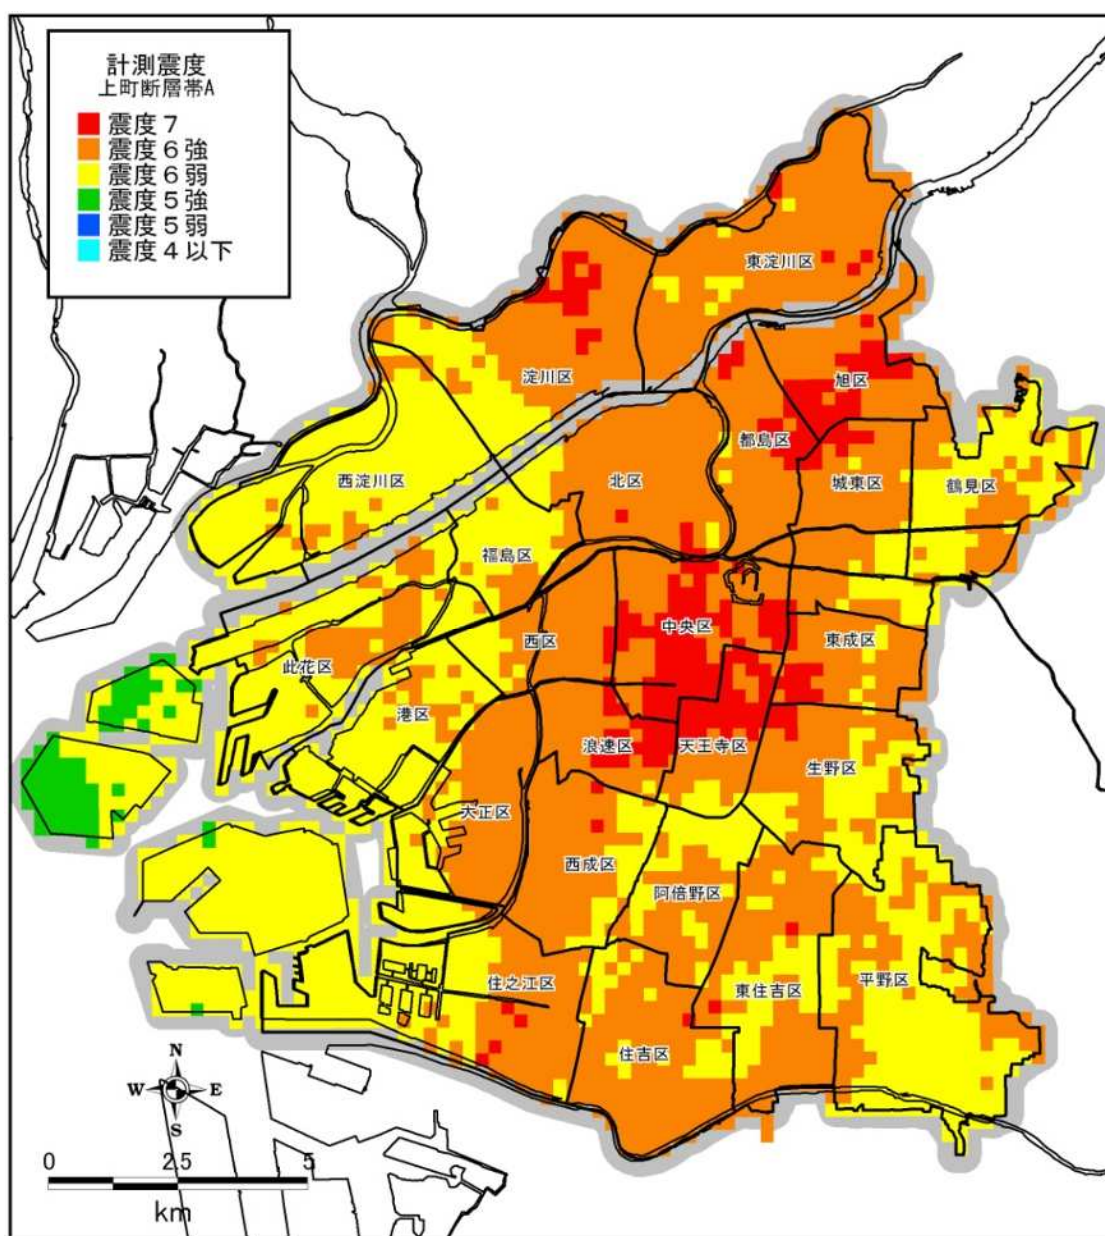 計測震度
上町断層帯A
震度7
震度6強
震度6弱
震度5強
震度5弱
震度4以下
東淀川区
淀川区
旭区
都島区
西淀川区
北区
城東区
鶴見区
福島区
中央区
西区
東成区
此花区
港区
浪速区
天王寺区
生野区
大正区
西成区
阿倍野区
住之江区
東住吉区
平野区
住吉区
N
W
E
S
0
2.5
5
km